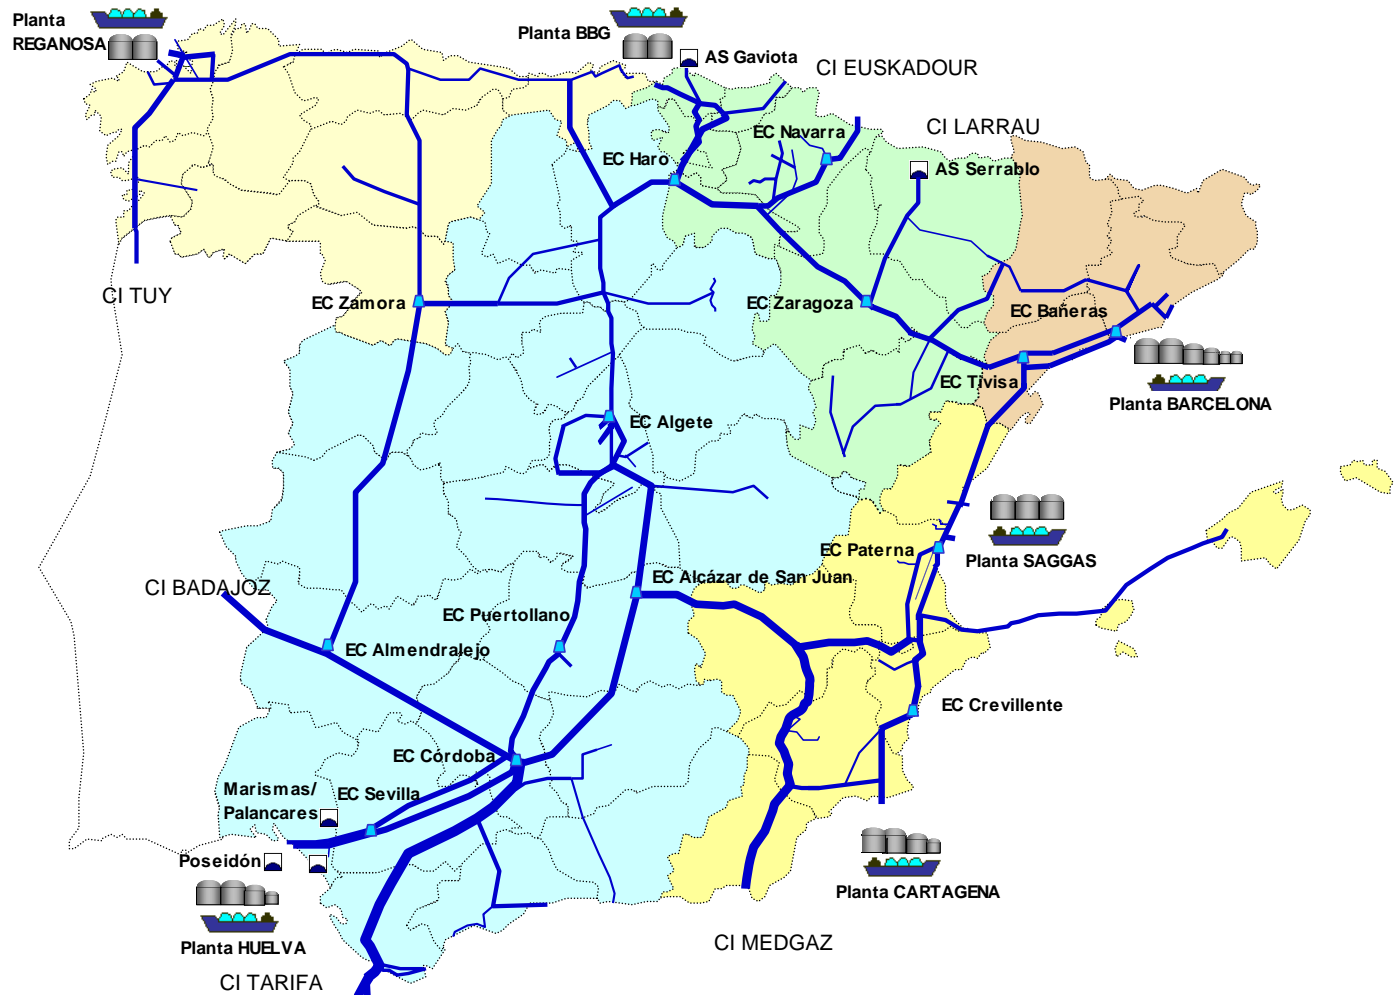 Planta
REGANOSA
Planta BBG
AS Gaviota
CI EUSKADOUR
EC Navarra
CI LARRAU
EC Haro
AS Serrablo
CI TUY
EC Zamora
EC Zaragoza
EC Bañeras
EC Tivisa
Planta BARCELONA
EC Algete
EC Paterna
Planta SAGGAS
EC Alcázar de San Juan
CI BADAJOZ
EC Puertollano
EC Almendralejo
EC Crevillente
EC Córdoba
Marismas/
Palancares
EC Sevilla
Poseidón
Planta CARTAGENA
Planta HUELVA
CI MEDGAZ
CI TARIFA